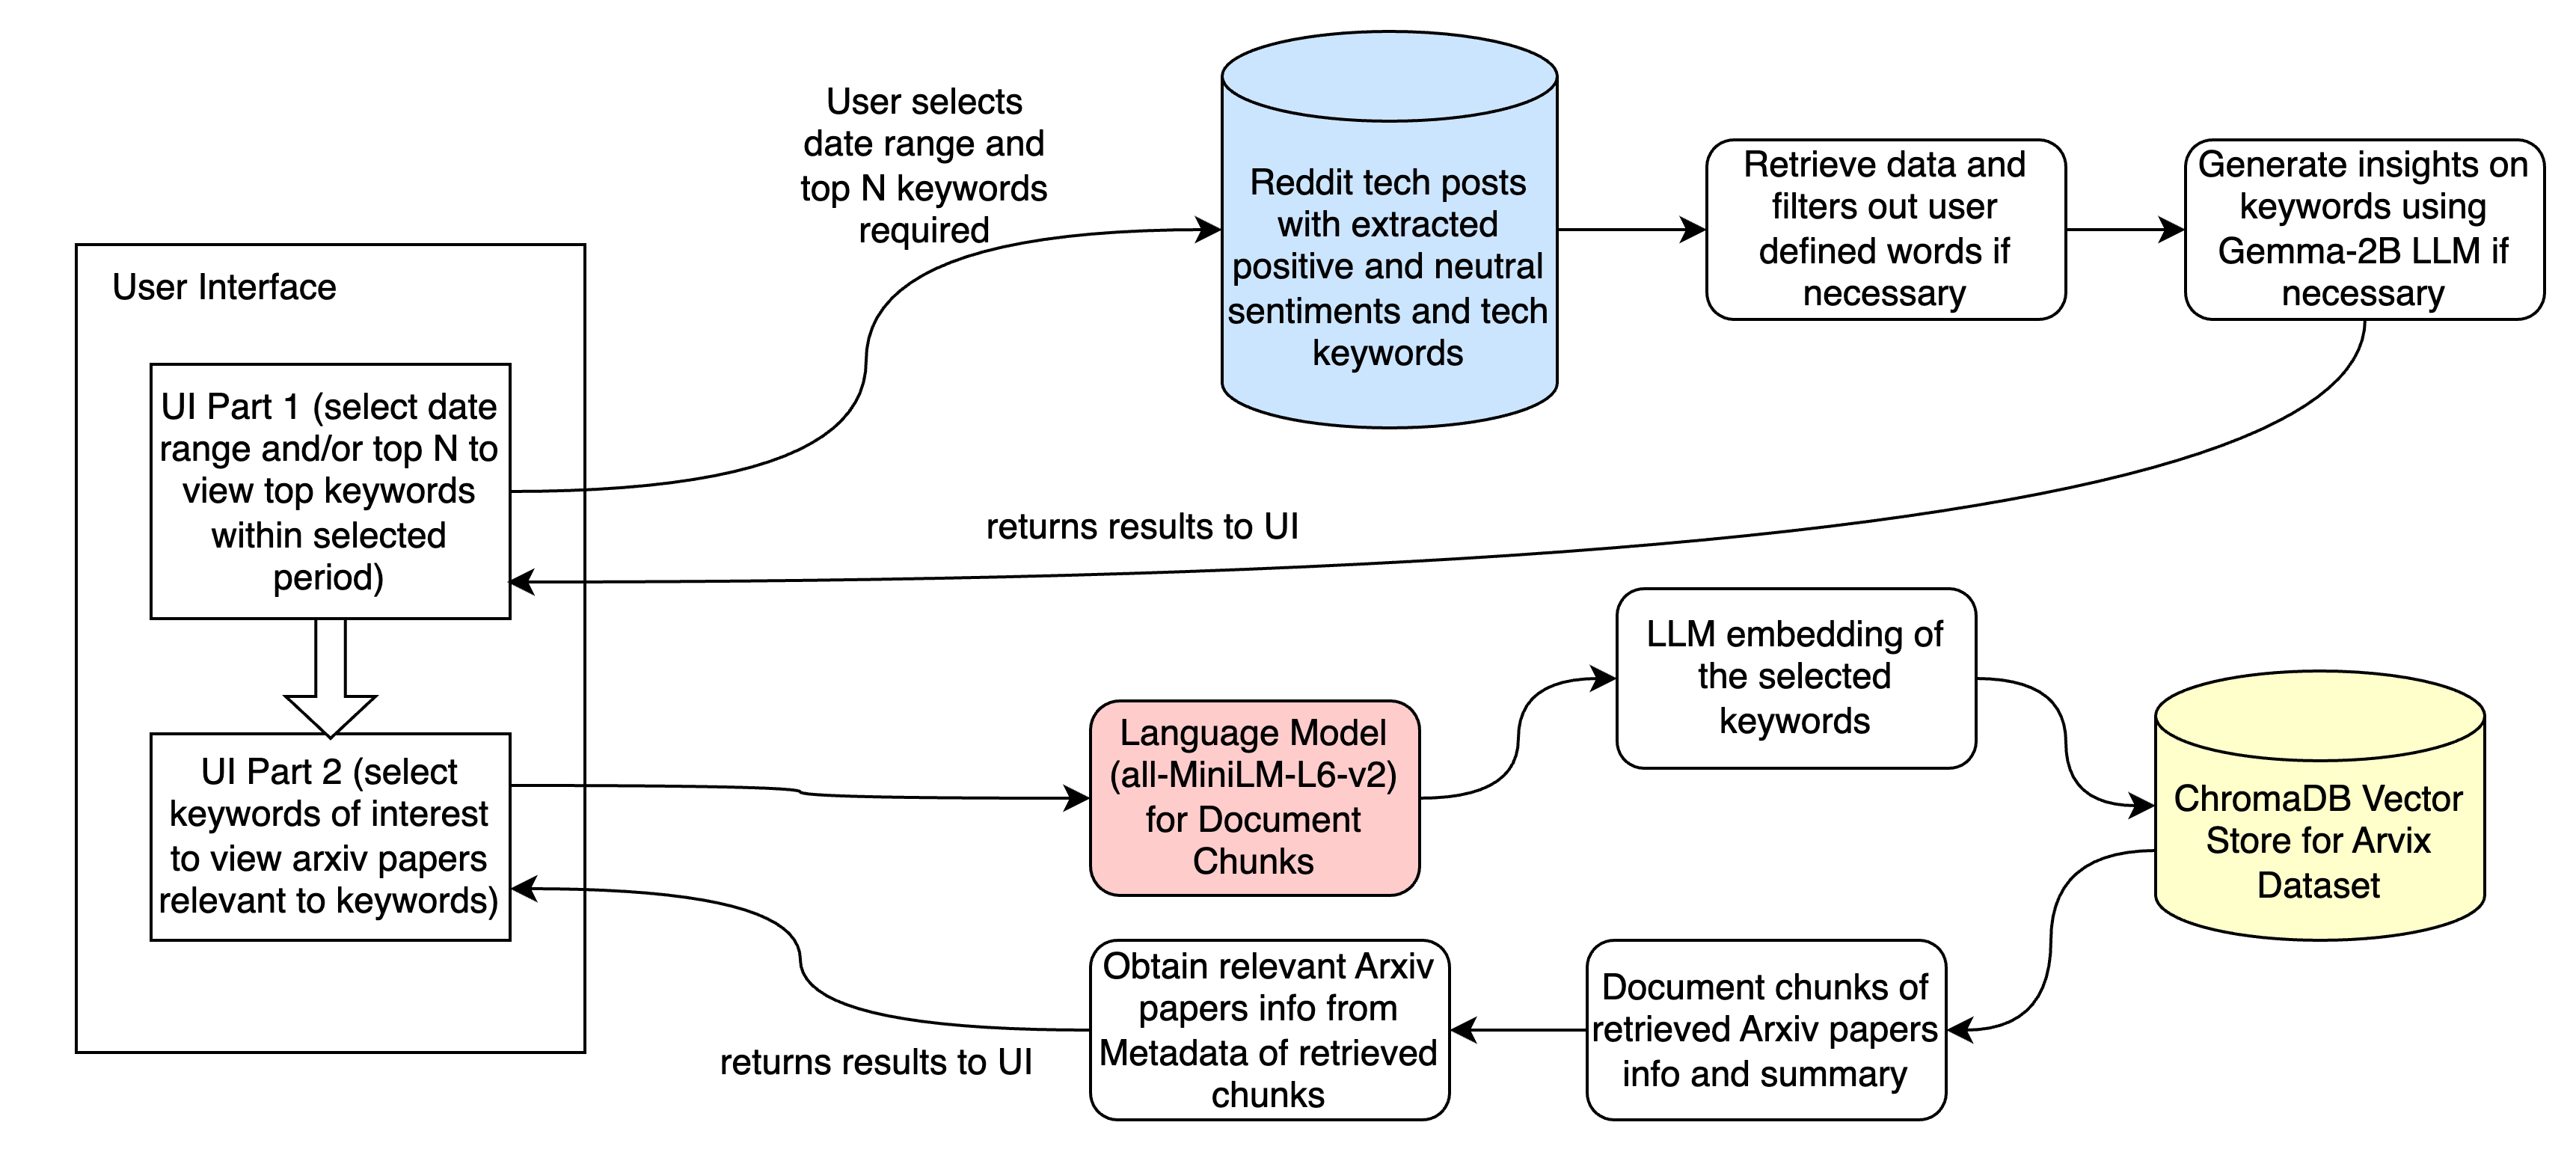 User selects
date range and
top N keywords
required
Reddit tech posts
with extracted
positive and neutral
sentiments and tech
keywords
Retrieve data and
filters out user
defined words if
necessary
Generate insights on
keywords using
Gemma-2B LLM if
necessary
User Interface
UI Part 1 (select date
range and/or top N to
view top keywords
within selected
period)
returns results to UI
UI Part 2 (select
keywords of interest
to view arxiv papers
relevant to keywords)
Language Model
(all-MiniLM-L6-v2)
for Document
Chunks
LLM embedding of
the selected
keywords
ChromaDB Vector
Store for Arvix
Dataset
Document chunks of
retrieved Arxiv papers
info and summary
Obtain relevant Arxiv
papers info from
Metadata of retrieved
chunks
returns results to UI